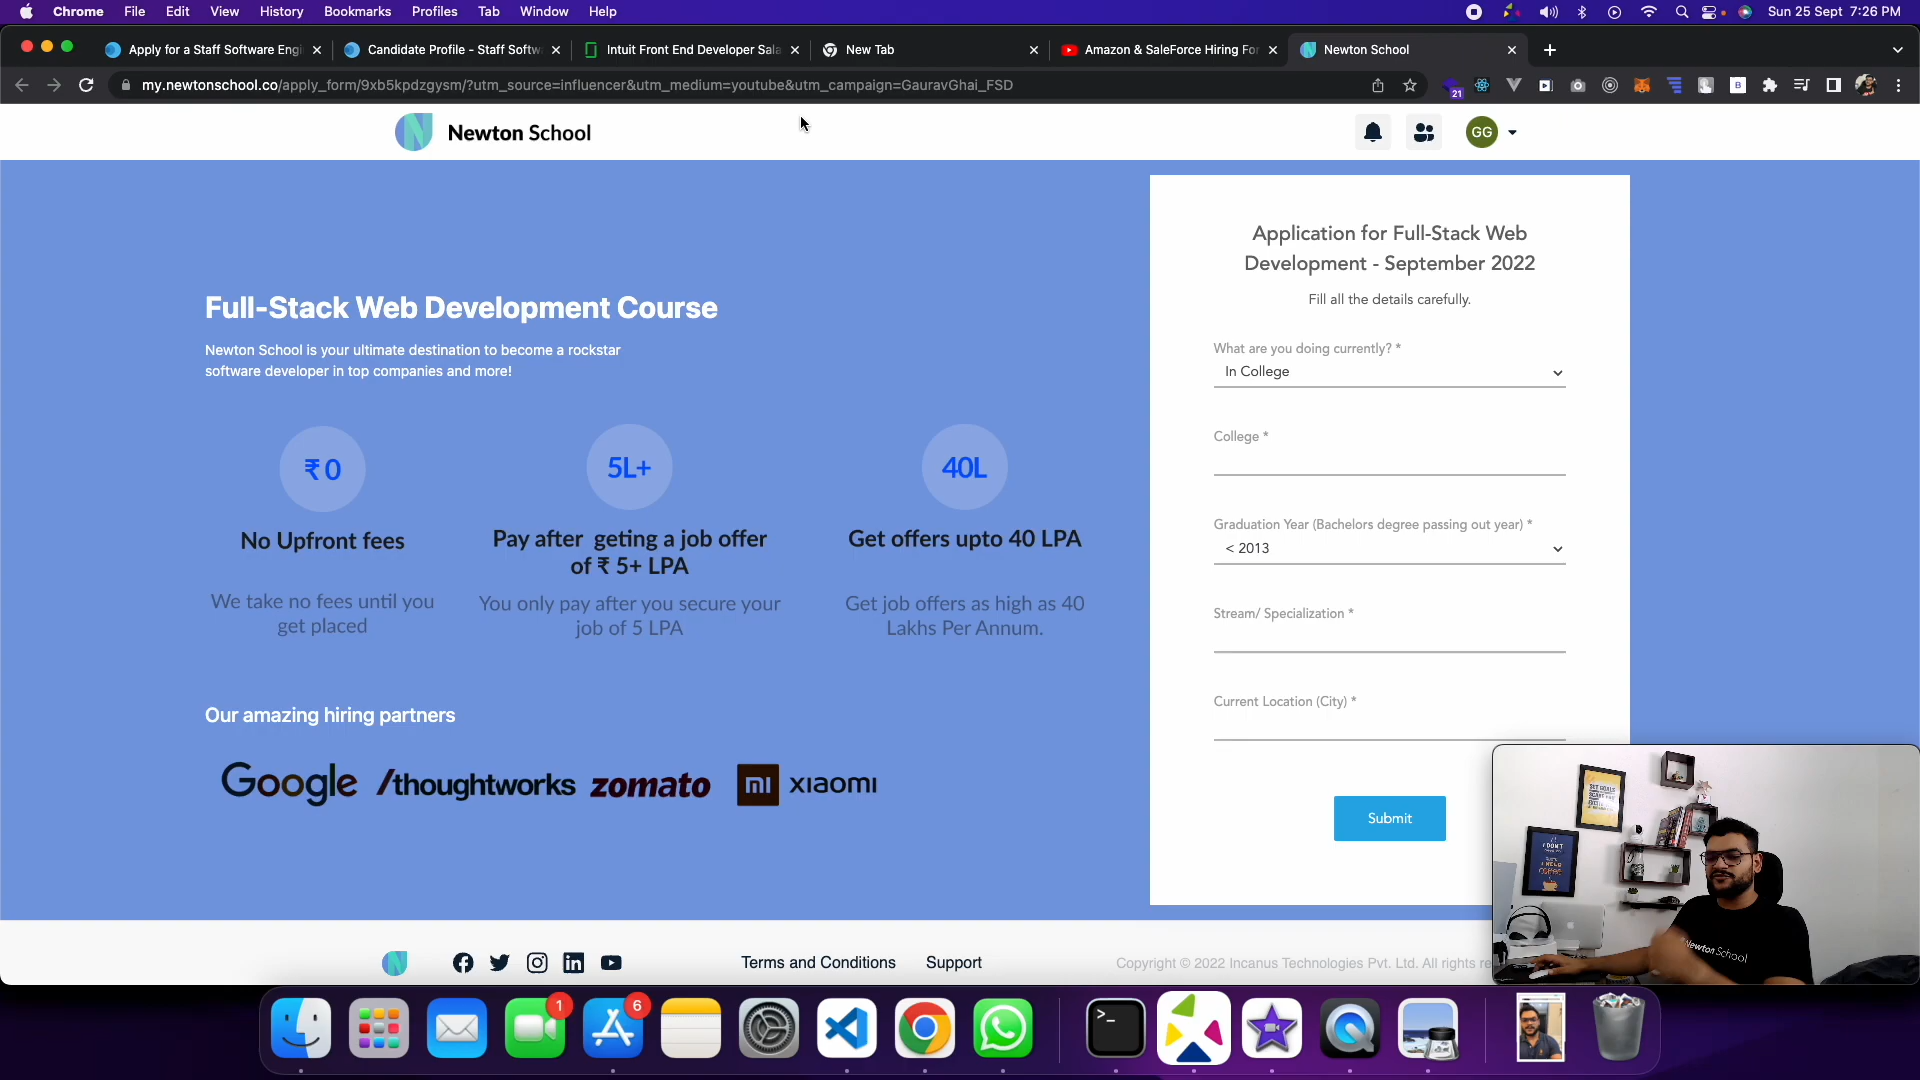 Chrome File Edit View History Bookmarks Profiles Tab Window Help
Sun 25 Sept 7:26 PM
Apply for a Staff Software Engi
Candidate Profile - Staff Softw
Intuit Front End Developer Sala
New Tab
Amazon & SaleForce Hiring For
Newton School
my.newtonschool.co/apply_form/9xb5kpdzgysm/?utm_source=influencer&utm_medium=youtube&utm_campaign=GauravGhai_FSD
21
Newton School
GG
Application for Full-Stack Web
Development - September 2022
Fill all the details carefully.
Full-Stack Web Development Course
Newton School is your ultimate destination to become a rockstar
software developer in top companies and more!
What are you doing currently? *
In College
College *
₹ 0
5L+
40L
No Upfront fees
Pay after geting a job offer
of ₹ 5+ LPA
Get offers upto 40 LPA
We take no fees until you
get placed
You only pay after you secure your
job of 5 LPA
Get job offers as high as 40
Lakhs Per Annum.
Graduation Year (Bachelors degree passing out year) *
< 2013
Stream/ Specialization *
Current Location (City) *
Our amazing hiring partners
Google
/thoughtworks
zomato
mi xiaomi
Submit
Newton School
Terms and Conditions
Support
Copyright © 2022 Incanus Technologies Pvt. Ltd. All rights re
1
6